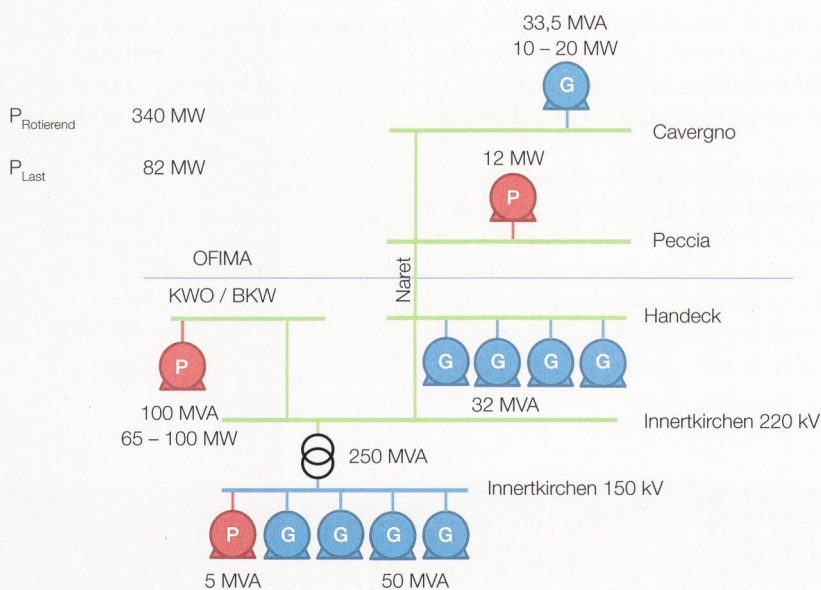 33,5 MVA
10 – 20 MW
G
Cavergno
P_Rotierend 340 MW
P_Last 82 MW
12 MW
P
Peccia
OFIMA
Naret
KWO / BKW
Handeck
P
G G G G
100 MVA
65 – 100 MW
32 MVA
Innertkirchen 220 kV
250 MVA
Innertkirchen 150 kV
P G G G G
5 MVA 50 MVA